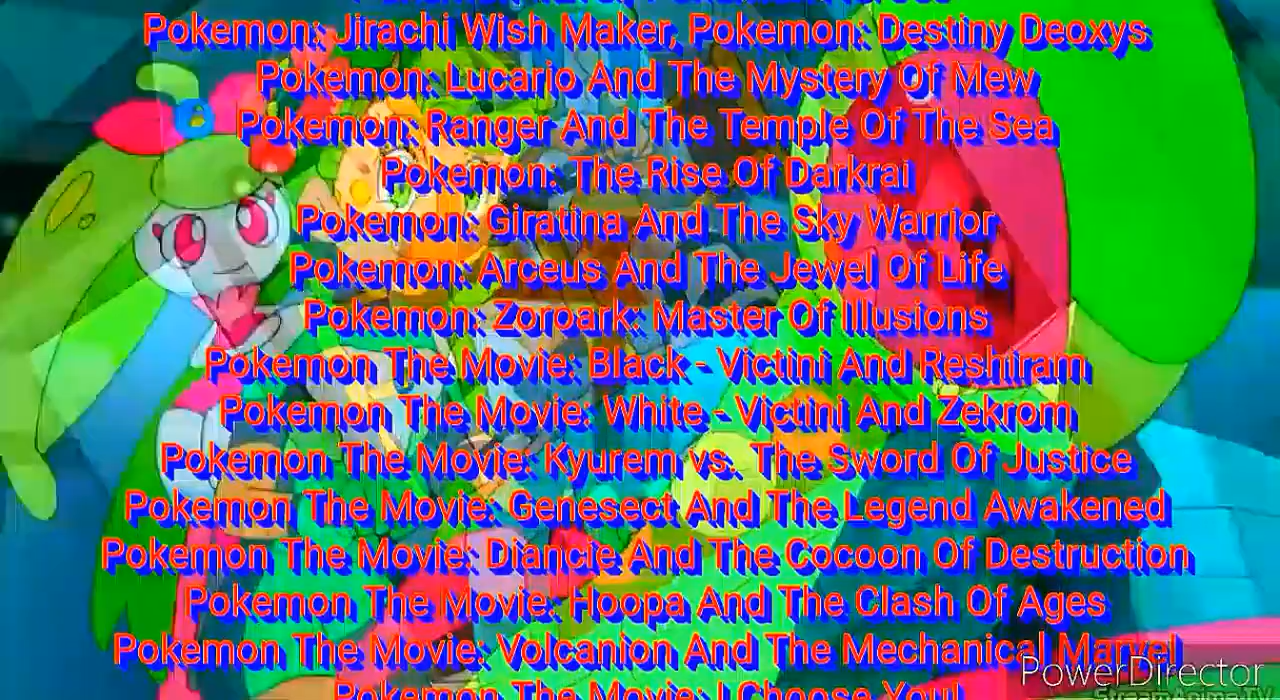 Pokemon: Jirachi Wish Maker, Pokemon: Destiny Deoxys
Pokemon: Lucario And The Mystery Of Mew
Pokemon: Ranger And The Temple Of The Sea
Pokemon: The Rise Of Darkrai
Pokemon: Giratina And The Sky Warrior
Pokemon: Arceus And The Jewel Of Life
Pokemon: Zoroark: Master Of Illusions
Pokemon The Movie: Black - Victini And Reshiram
Pokemon The Movie: White - Victini And Zekrom
Pokemon The Movie: Kyurem vs. The Sword Of Justice
Pokemon The Movie: Genesect And The Legend Awakened
Pokemon The Movie: Diancie And The Cocoon Of Destruction
Pokemon The Movie: Hoopa And The Clash Of Ages
Pokemon The Movie: Volcanion And The Mechanical Marvel
PowerDirector
Pokemon The Movie: I Choose You!